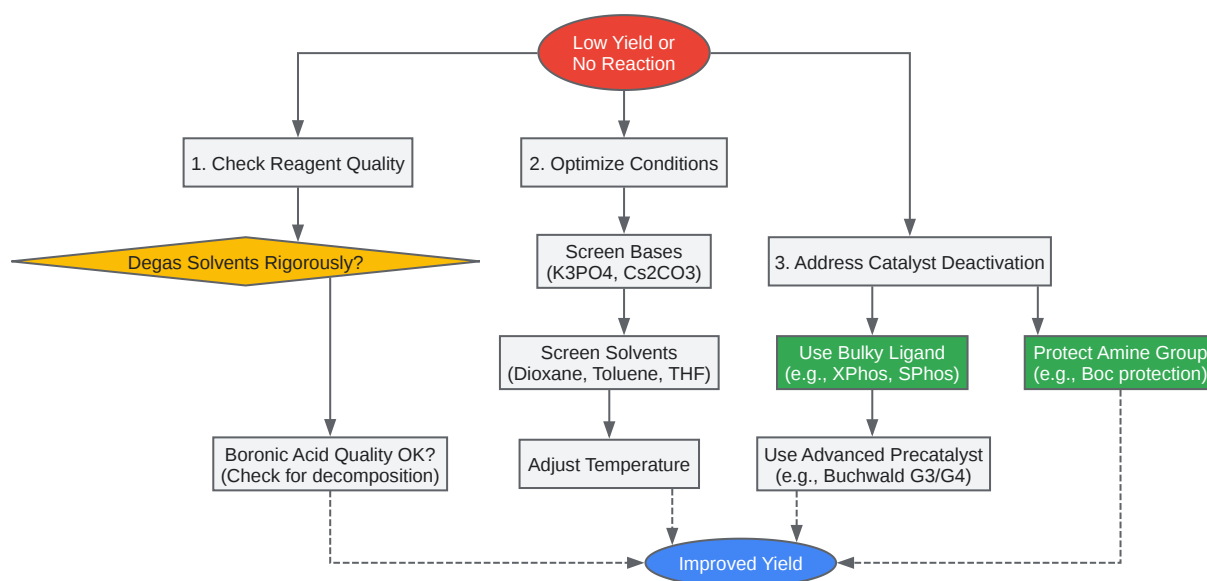 Low Yield or
No Reaction
1. Check Reagent Quality
2. Optimize Conditions
Degas Solvents Rigorously?
Screen Bases
(K3PO4, Cs2CO3)
3. Address Catalyst Deactivation
Screen Solvents
(Dioxane, Toluene, THF)
Use Bulky Ligand
(e.g., XPhos, SPhos)
Protect Amine Group
(e.g., Boc protection)
Boronic Acid Quality OK?
(Check for decomposition)
Adjust Temperature
Use Advanced Precatalyst
(e.g., Buchwald G3/G4)
Improved Yield